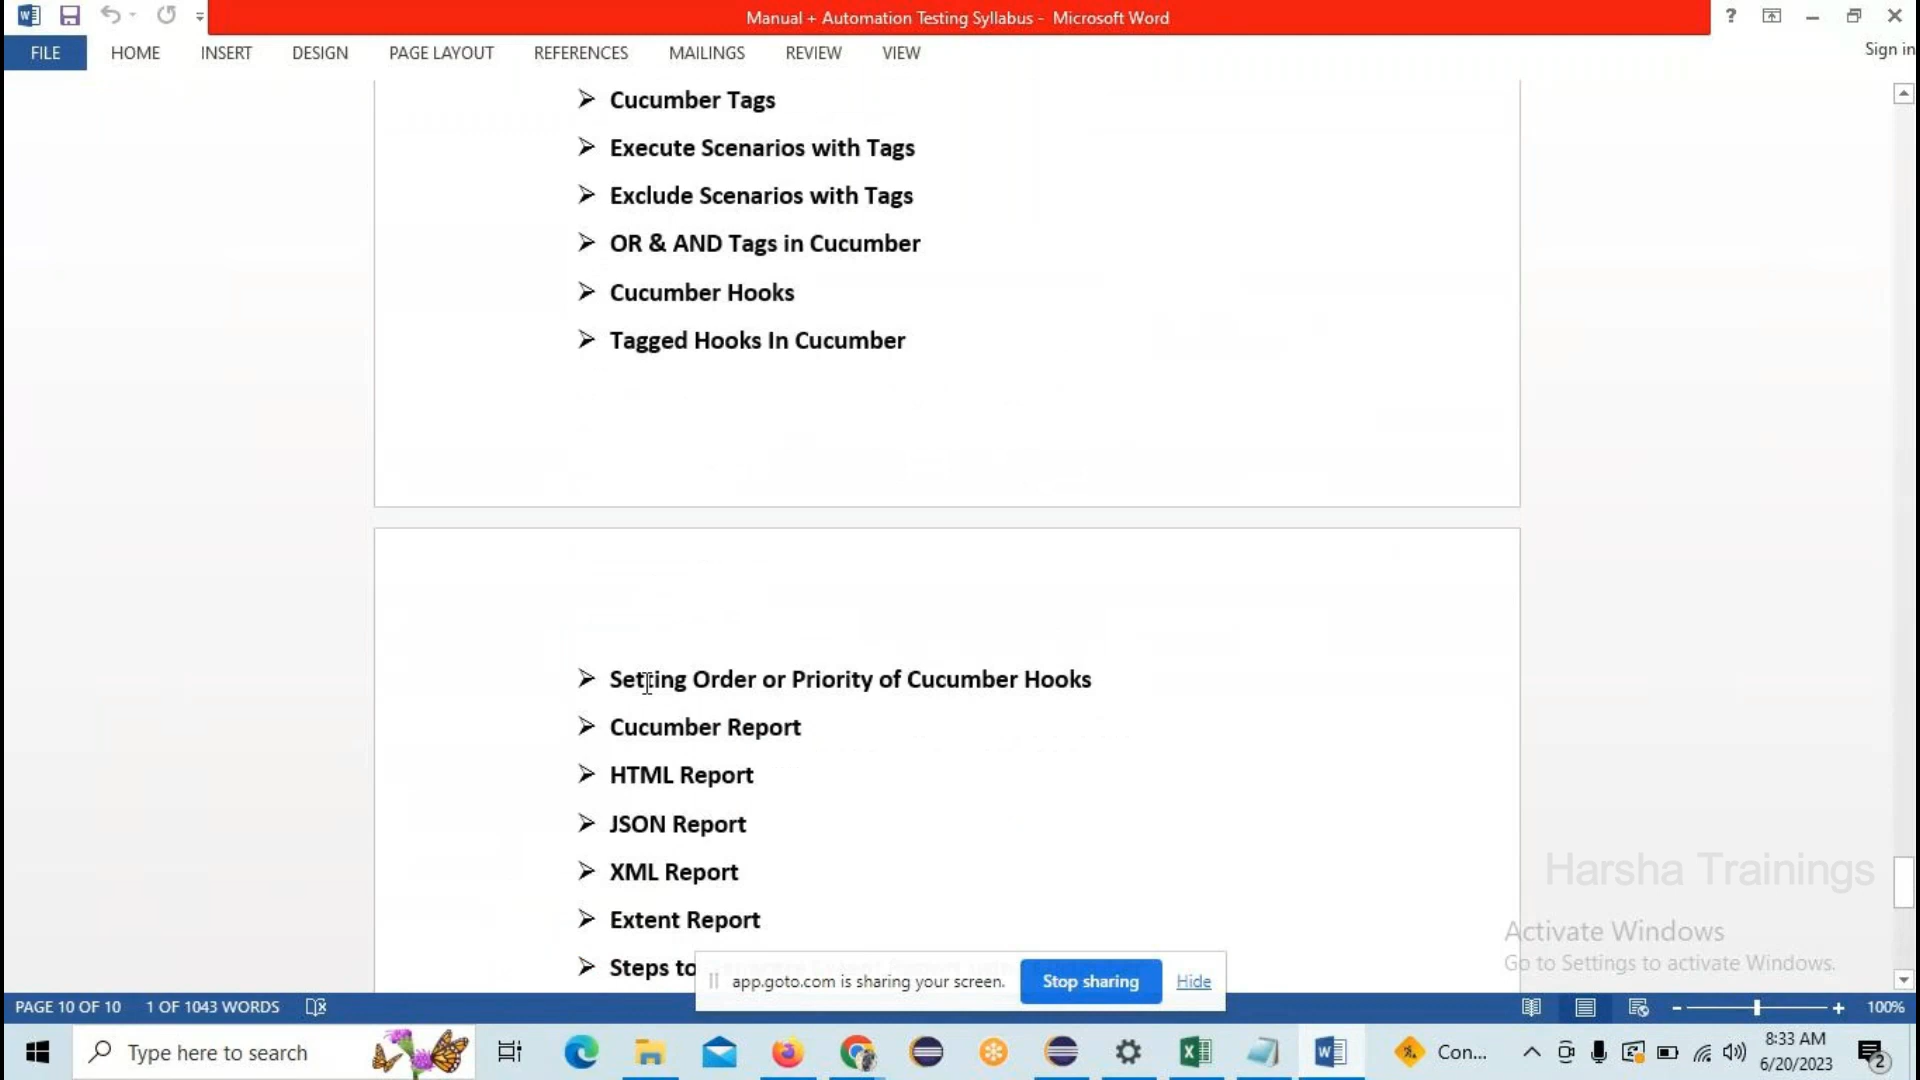 Manual + Automation Testing Syllabus - Microsoft Word
?
FILE HOME INSERT DESIGN PAGE LAYOUT REFERENCES MAILINGS REVIEW VIEW Sign in
➢ Cucumber Tags
➢ Execute Scenarios with Tags
➢ Exclude Scenarios with Tags
➢ OR & AND Tags in Cucumber
➢ Cucumber Hooks
➢ Tagged Hooks In Cucumber
➢ Setting Order or Priority of Cucumber Hooks
➢ Cucumber Report
➢ HTML Report
➢ JSON Report
➢ XML Report
➢ Extent Report
➢ Steps to
Harsha Trainings
Activate Windows
Go to Settings to activate Windows.
app.goto.com is sharing your screen. Stop sharing Hide
PAGE 10 OF 10 1 OF 1043 WORDS 100%
Type here to search Con... 8:33 AM
6/20/2023 2